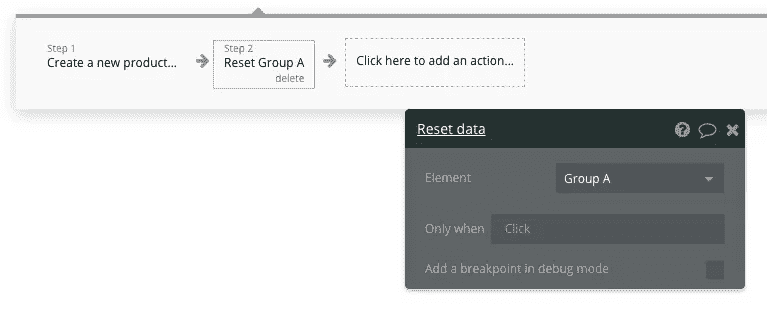 Step 1
Create a new product...
Step 2
Reset Group A
delete
Click here to add an action...
Reset data
Element
Group A
Only when
Click
Add a breakpoint in debug mode